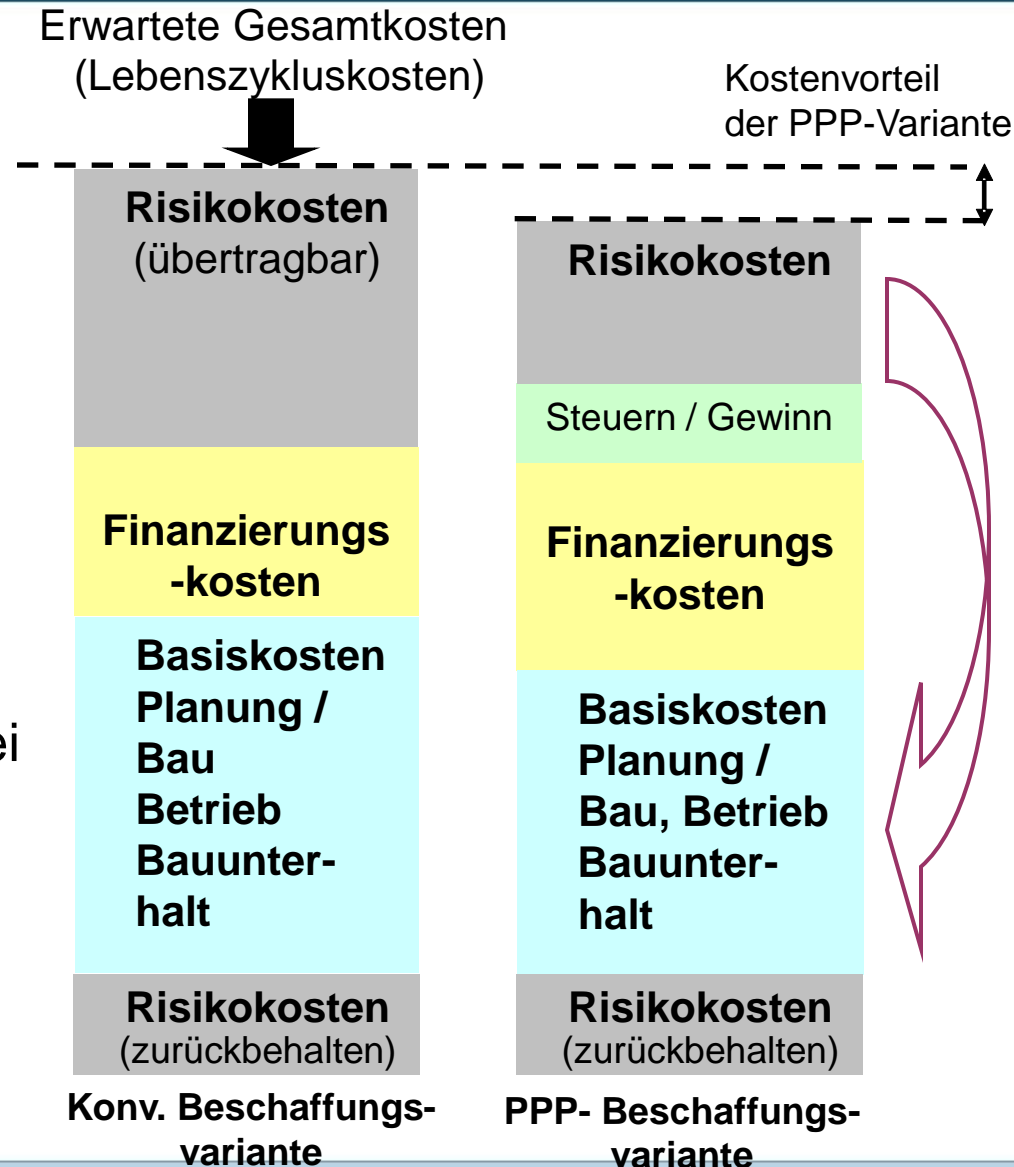 Erwartete Gesamtkosten
(Lebenszykluskosten)
Kostenvorteil
der PPP-Variante
Risikokosten
(übertragbar)
Finanzierungs
-kosten
Basiskosten
Planung /
Bau
Betrieb
Bauunter-
halt
Risikokosten
(zurückbehalten)
Konv. Beschaffungs-
variante
Risikokosten
Steuern / Gewinn
Finanzierungs
-kosten
Basiskosten
Planung /
Bau, Betrieb
Bauunter-
halt
Risikokosten
(zurückbehalten)
PPP- Beschaffungs-
variante